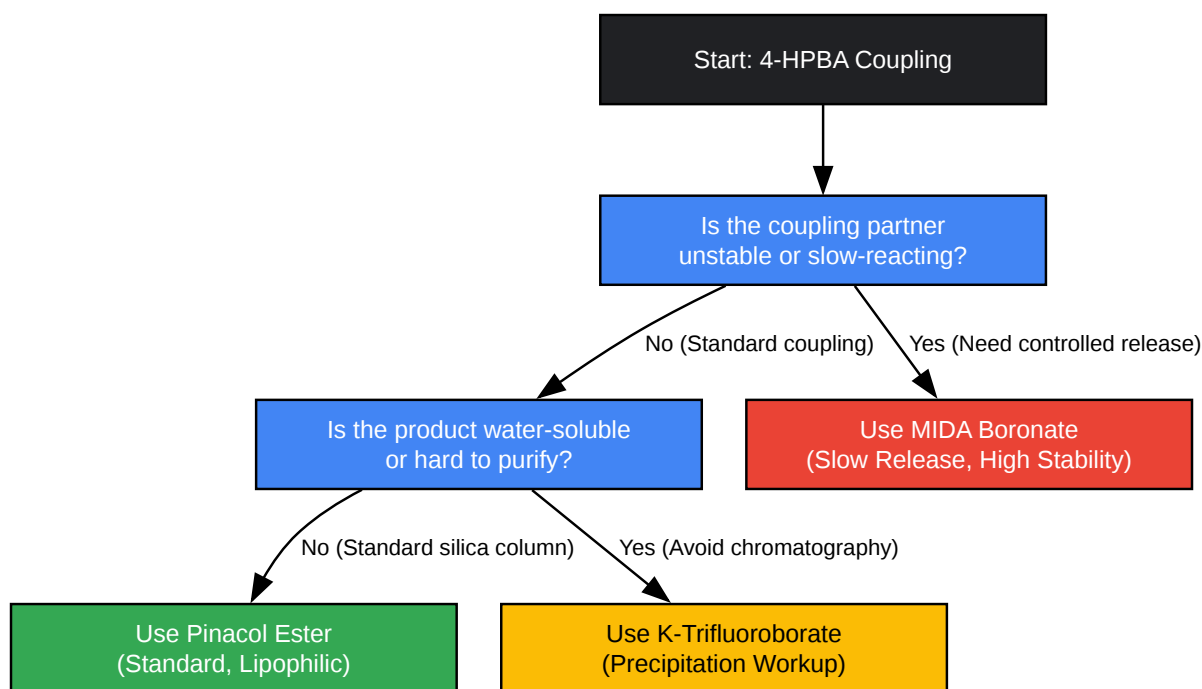 Start: 4-HPBA Coupling
Is the coupling partner
unstable or slow-reacting?
No (Standard coupling)
Yes (Need controlled release)
Is the product water-soluble
or hard to purify?
Use MIDA Boronate
(Slow Release, High Stability)
No (Standard silica column)
Yes (Avoid chromatography)
Use Pinacol Ester
(Standard, Lipophilic)
Use K-Trifluoroborate
(Precipitation Workup)